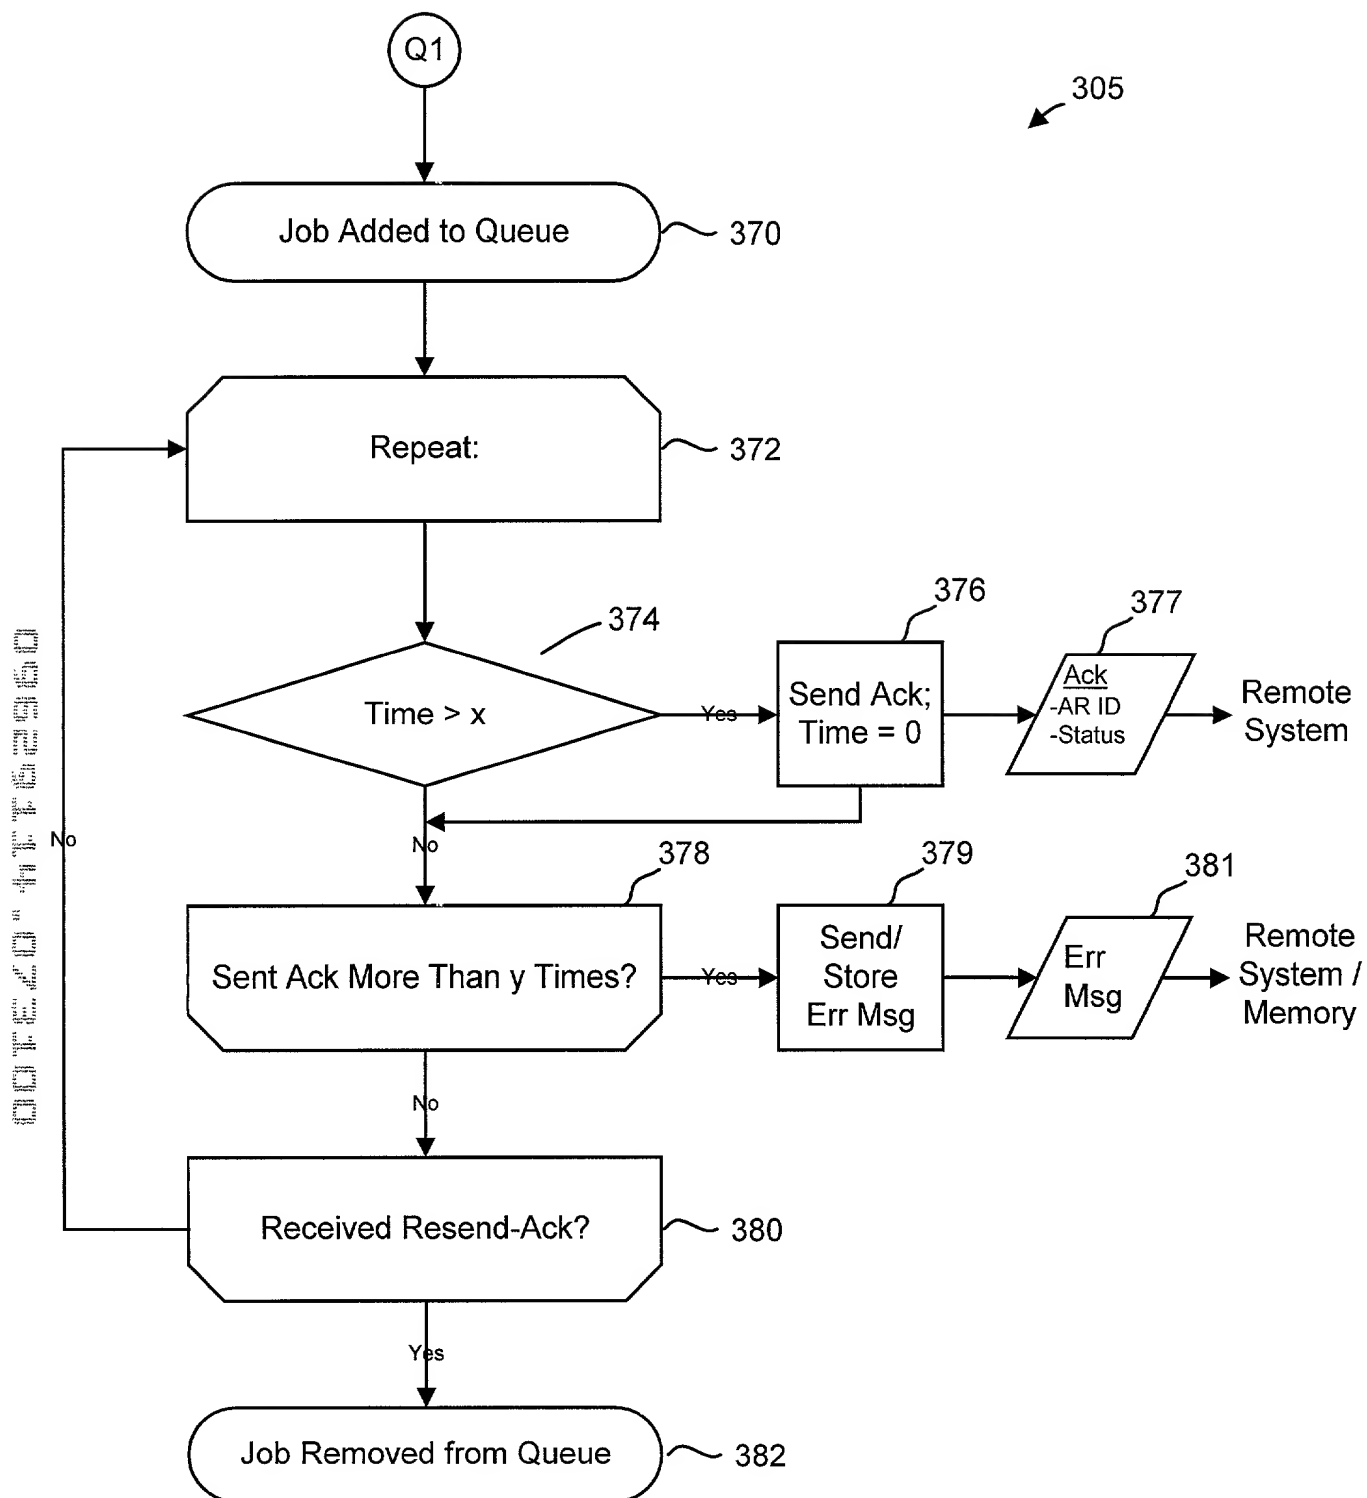 Q1
305
Job Added to Queue
370
Repeat:
372
374
376
377
Time > x
Yes
Send Ack;
Time = 0
Ack
-AR ID
-Status
Remote
System
No
No
378
379
381
Sent Ack More Than y Times?
Yes
Send/
Store
Err Msg
Err
Msg
Remote
System /
Memory
No
Received Resend-Ack?
380
Yes
Job Removed from Queue
382
09629114.073100